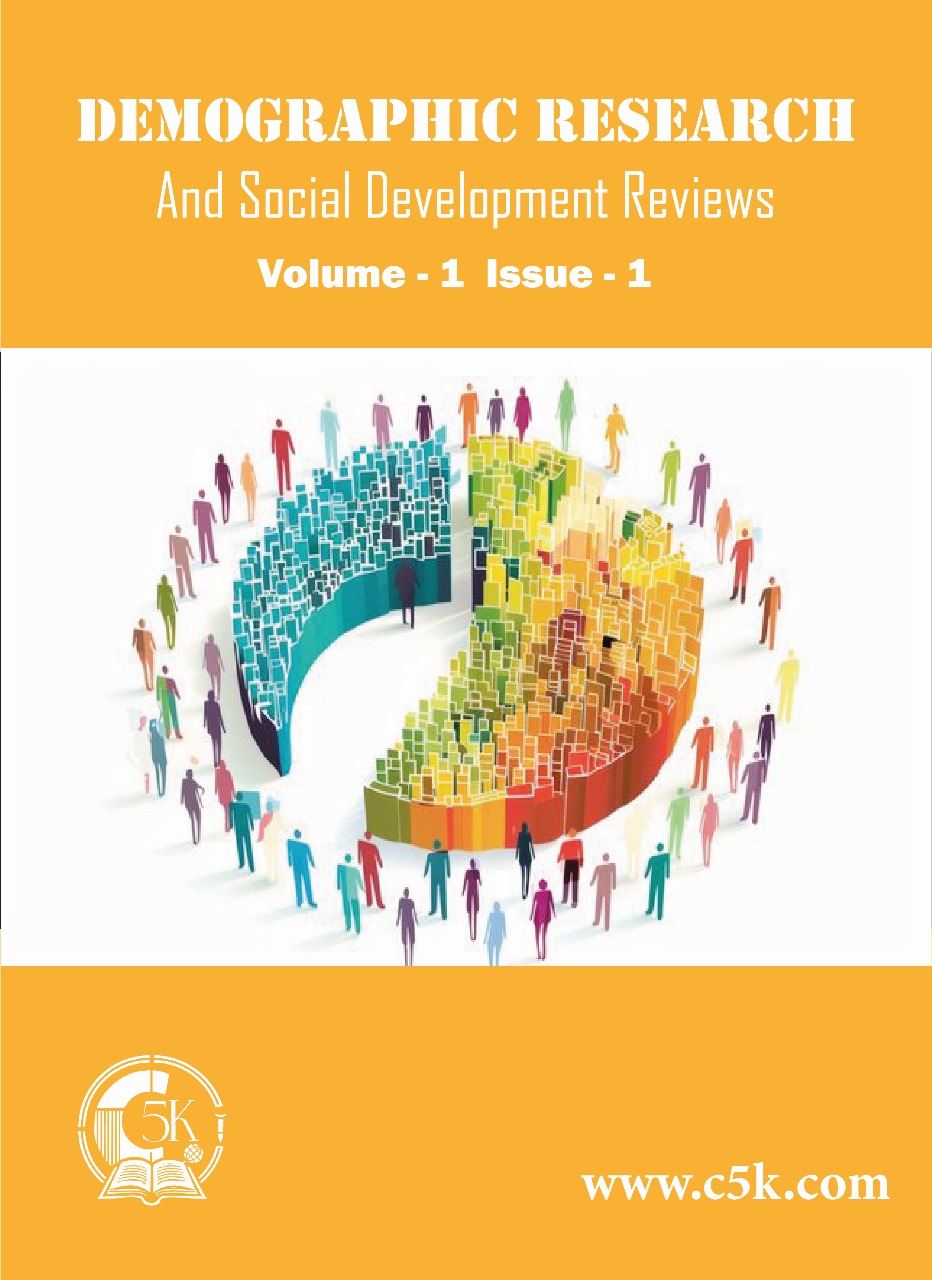 DEMOGRAPHIC RESEARCH
And Social Development Reviews
Volume - 1 Issue - 1
5K
www.c5k.com